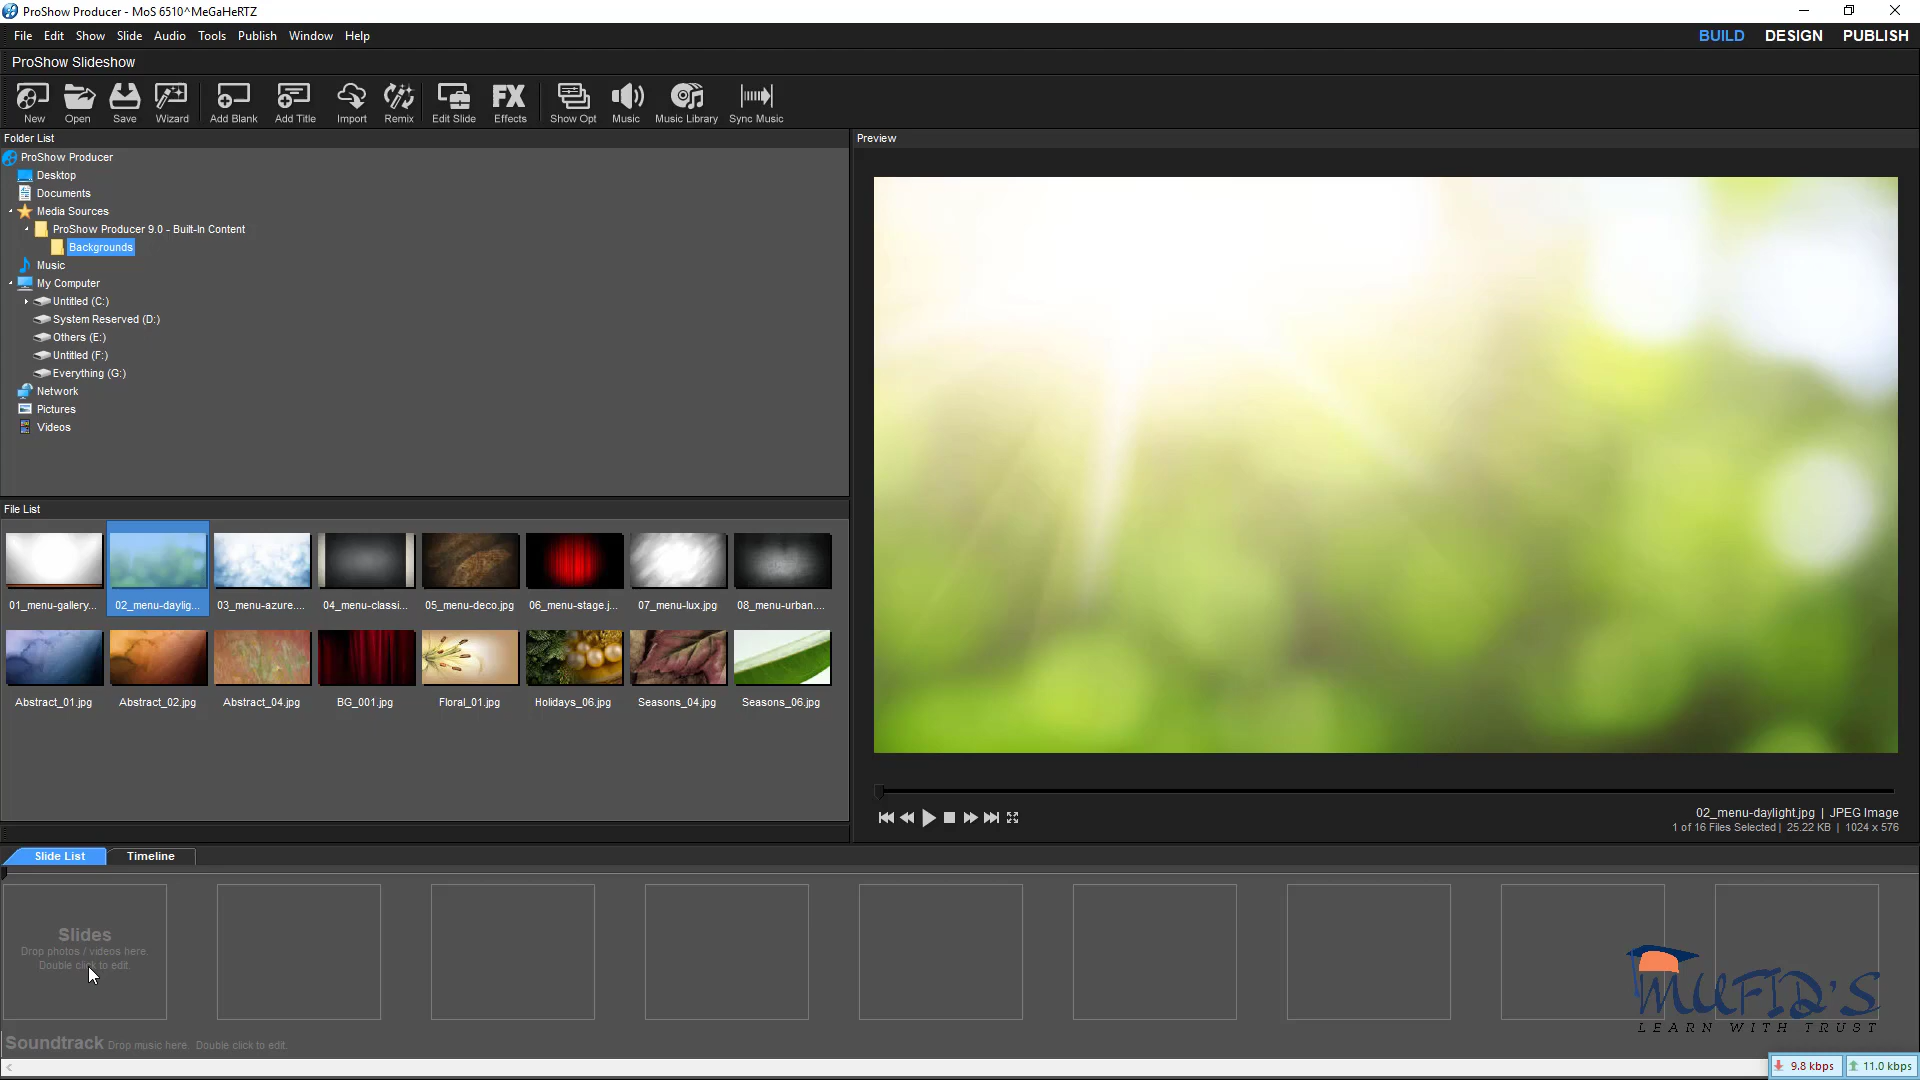 ProShow Producer - MoS 6510^MeGaHeRTZ
File Edit Show Slide Audio Tools Publish Window Help
BUILD DESIGN PUBLISH
ProShow Slideshow
New Open Save Wizard Add Blank Add Title Import Remix Edit Slide FX Effects Show Opt Music Music Library Sync Music
Folder List
ProShow Producer
Desktop
Documents
Media Sources
ProShow Producer 9.0 - Built-In Content
Backgrounds
Music
My Computer
Untitled (C:)
System Reserved (D:)
Others (E:)
Untitled (F:)
Everything (G:)
Network
Pictures
Videos
Preview
File List
01_menu-gallery... 02_menu-daylig... 03_menu-azure.... 04_menu-classi... 05_menu-deco.jpg 06_menu-stage.j... 07_menu-lux.jpg 08_menu-urban....
Abstract_01.jpg Abstract_02.jpg Abstract_04.jpg BG_001.jpg Floral_01.jpg Holidays_06.jpg Seasons_04.jpg Seasons_06.jpg
02_menu-daylight.jpg | JPEG Image
1 of 16 Files Selected | 25.22 KB | 1024 x 576
Slide List Timeline
Slides
Drop photos / videos here.
Double click to edit.
Soundtrack Drop music here. Double click to edit.
MUFID'S
LEARN WITH TRUST
9.8 kbps 11.0 kbps